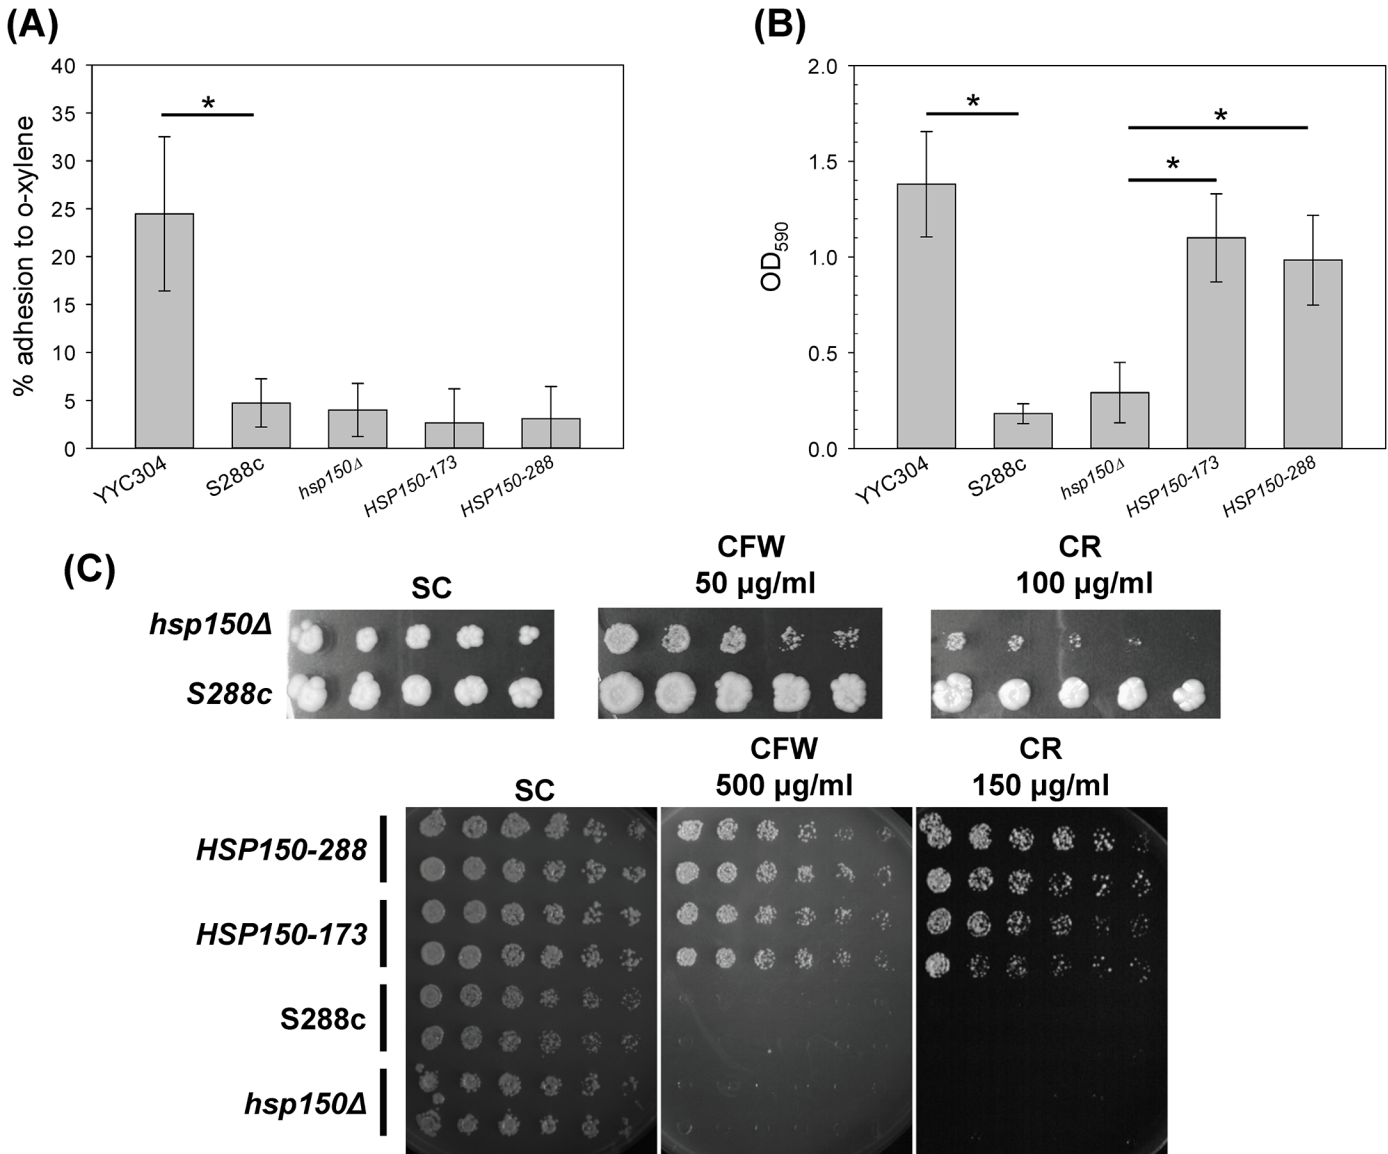 (A)
40
35
30
25
20
15
10
5
0
% adhesion to o-xylene
*
YYC304
S288c
hsp150Δ
HSP150-173
HSP150-288
(B)
2.0
1.5
1.0
0.5
0.0
OD590
*
*
*
YYC304
S288c
hsp150Δ
HSP150-173
HSP150-288
(C)
SC
CFW
50 µg/ml
CR
100 µg/ml
hsp150Δ
S288c
SC
CFW
500 µg/ml
CR
150 µg/ml
HSP150-288
HSP150-173
S288c
hsp150Δ